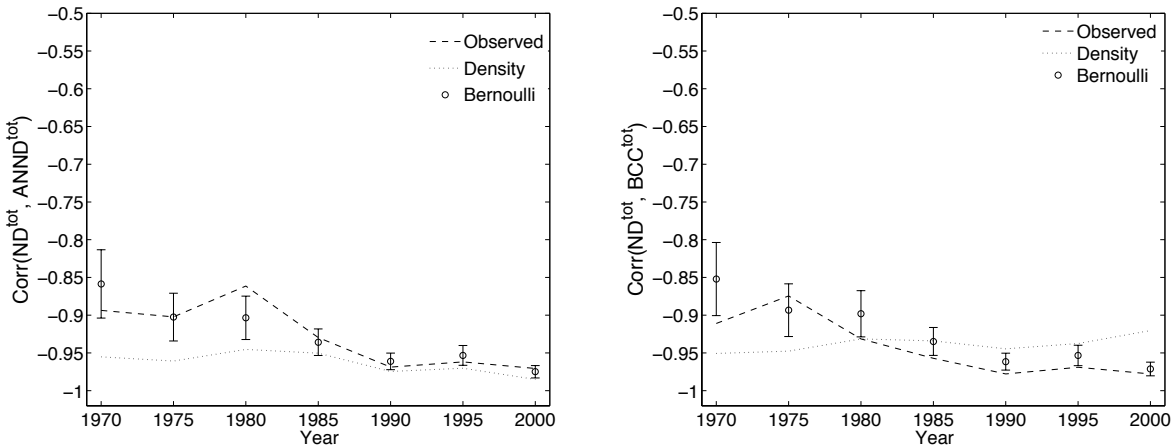 −0.5
−0.55
−0.6
−0.65
−0.7
−0.75
−0.8
−0.85
−0.9
−0.95
−1
Corr(ND^tot, ANND^tot)
Observed
Density
Bernoulli
1970 1975 1980 1985 1990 1995 2000
Year
−0.5
−0.55
−0.6
−0.65
−0.7
−0.75
−0.8
−0.85
−0.9
−0.95
−1
Corr(ND^tot, BCC^tot)
Observed
Density
Bernoulli
1970 1975 1980 1985 1990 1995 2000
Year